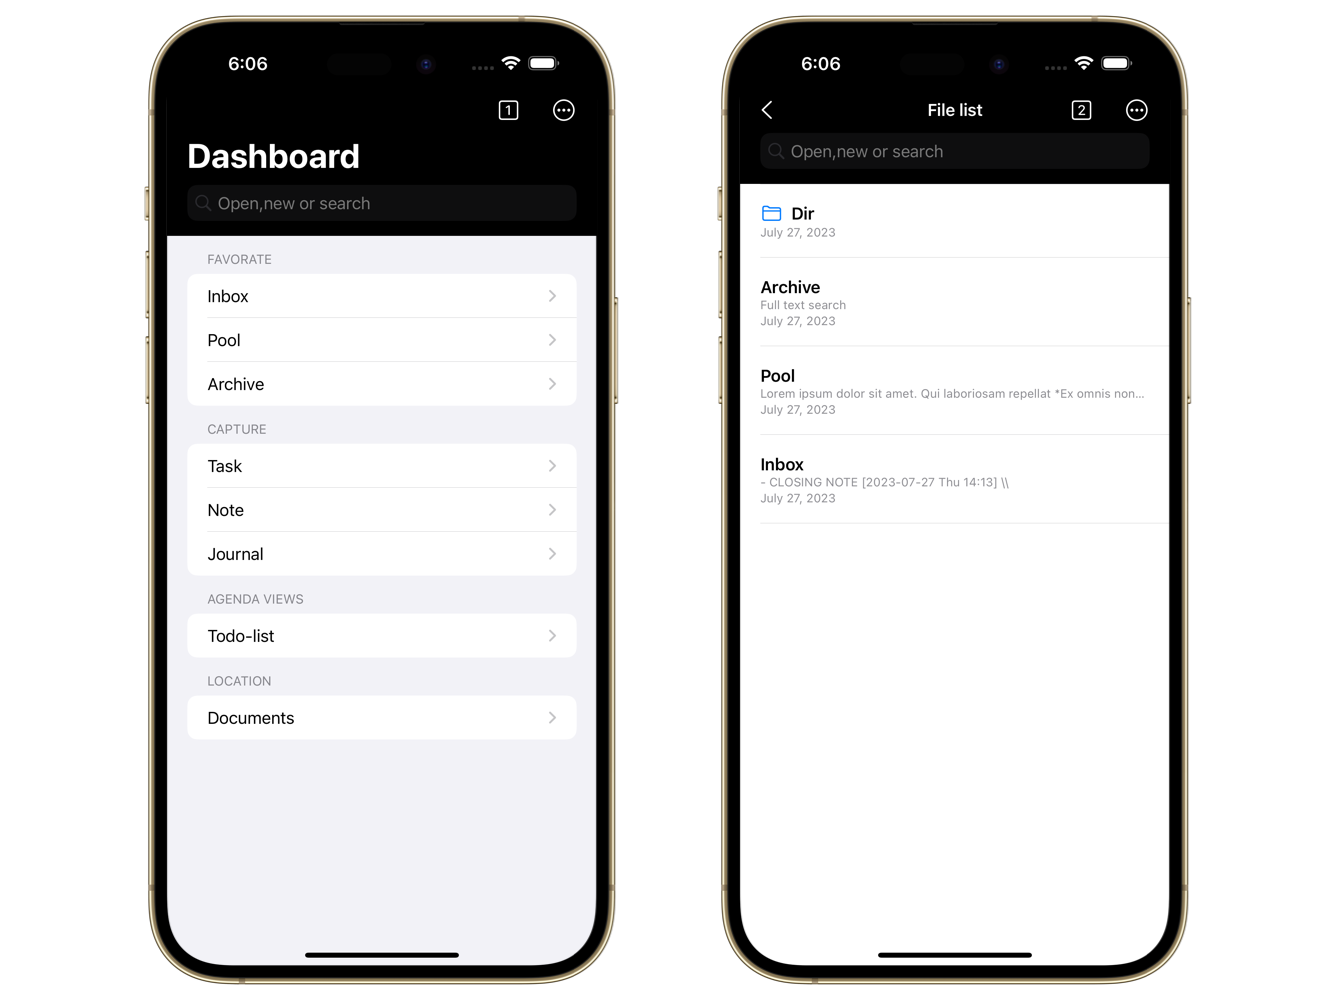 6:06
1
Dashboard
Open,new or search
FAVORATE
Inbox
Pool
Archive
CAPTURE
Task
Note
Journal
AGENDA VIEWS
Todo-list
LOCATION
Documents
6:06
File list
2
Open,new or search
Dir
July 27, 2023
Archive
Full text search
July 27, 2023
Pool
Lorem ipsum dolor sit amet. Qui laboriosam repellat *Ex omnis non...
July 27, 2023
Inbox
- CLOSING NOTE [2023-07-27 Thu 14:13] \\
July 27, 2023